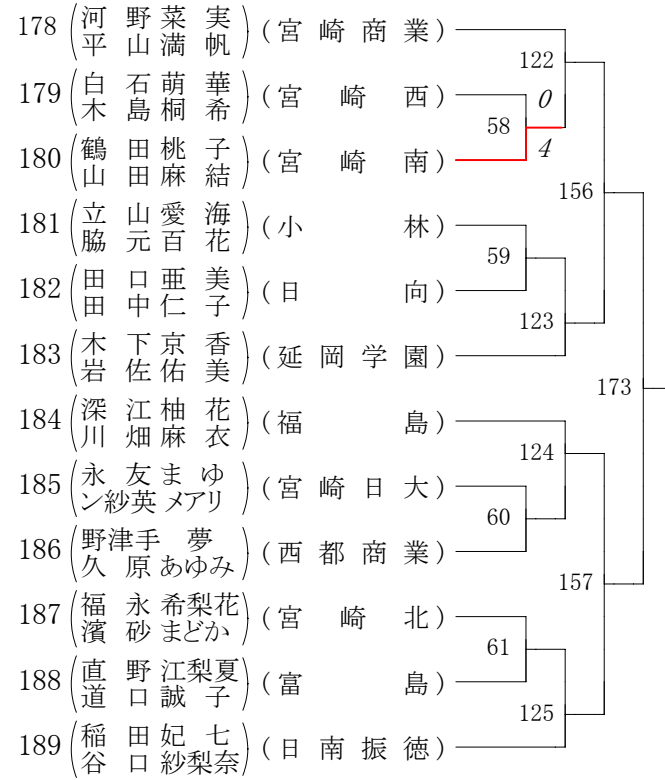 178 (河野菜実 平山満帆) (宮崎商業)
122
179 (白石萌華 木島桐希) (宮崎西)
0
58
4
180 (鶴田桃子 山田麻結) (宮崎南)
156
181 (立山愛海 脇元百花) (小林)
59
182 (田口亜美 田中仁子) (日向)
123
183 (木下京香 岩佐佑美) (延岡学園)
173
184 (深江柚花 川畑麻衣) (福島)
124
185 (永友まゆ ン紗英メアリ) (宮崎日大)
60
186 (野津手夢 久原あゆみ) (西都商業)
157
187 (福永希梨花 濱砂まどか) (宮崎北)
61
188 (直野江梨夏 道口誠子) (富島)
125
189 (稲田妃七 谷口紗梨奈) (日南振徳)